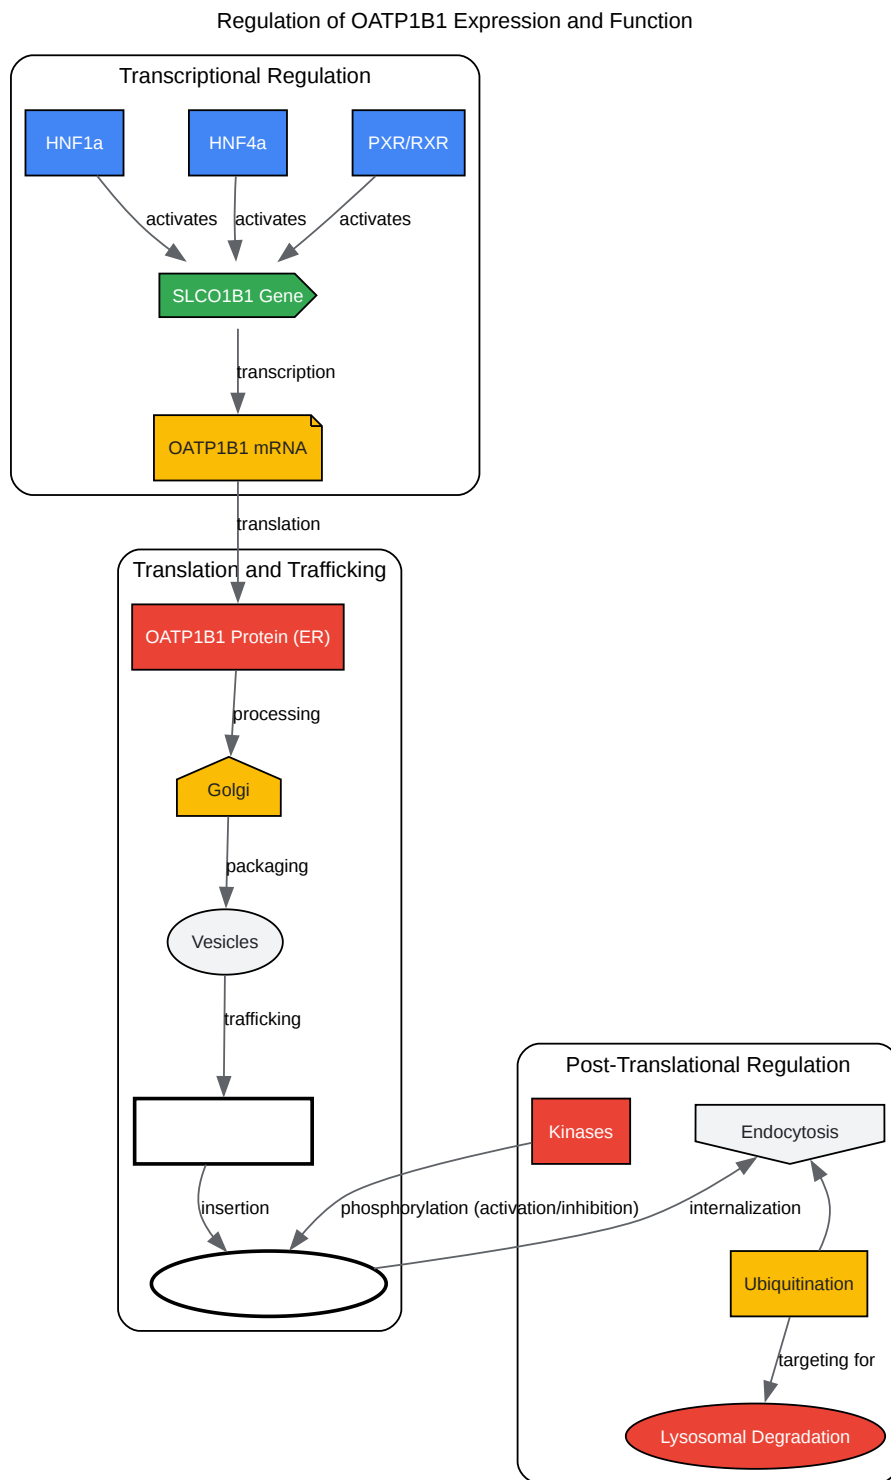 Regulation of OATP1B1 Expression and Function
Transcriptional Regulation
HNF1a
HNF4a
PXR/RXR
activates
activates
activates
SLCO1B1 Gene
transcription
OATP1B1 mRNA
translation
Translation and Trafficking
OATP1B1 Protein (ER)
processing
Golgi
packaging
Vesicles
trafficking
Post-Translational Regulation
Kinases
Endocytosis
insertion
phosphorylation (activation/inhibition)
internalization
Ubiquitination
targeting for
Lysosomal Degradation